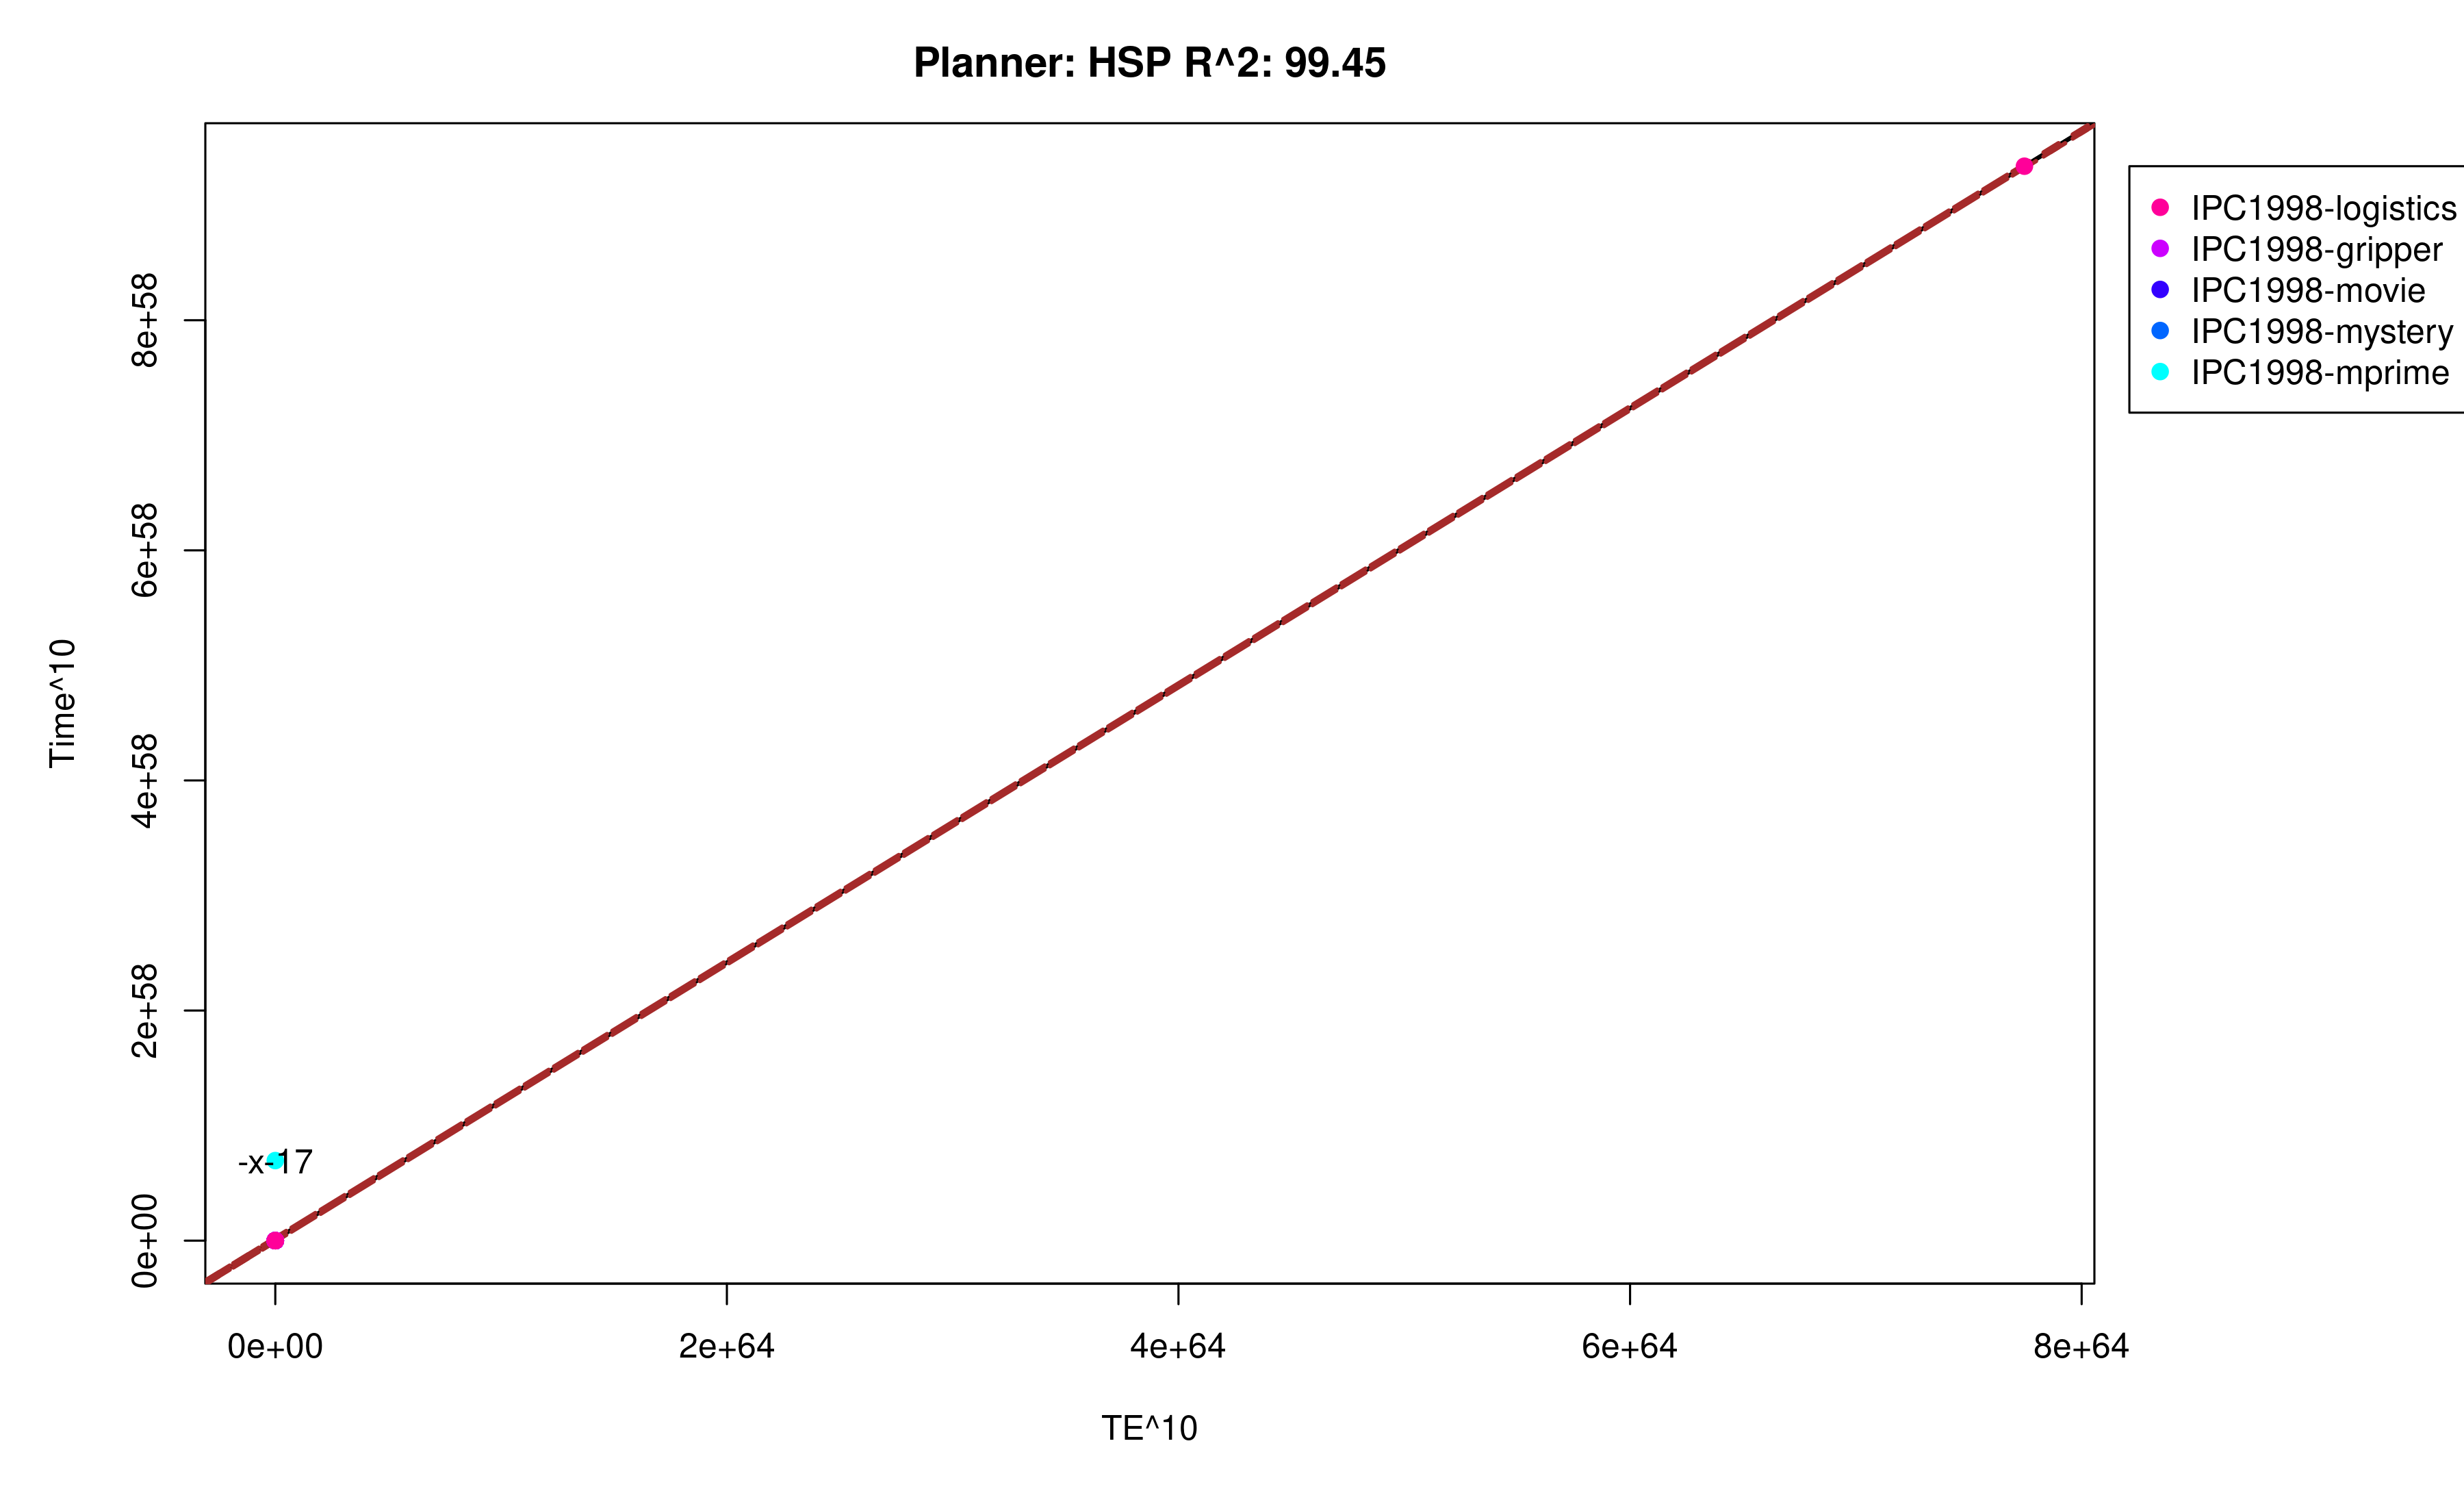 Planner: HSP R^2: 99.45
IPC1998-logistics
IPC1998-gripper
IPC1998-movie
IPC1998-mystery
IPC1998-mprime
Time^10
8e+58
6e+58
4e+58
2e+58
0e+00
-x-17
0e+00 2e+64 4e+64 6e+64 8e+64
TE^10